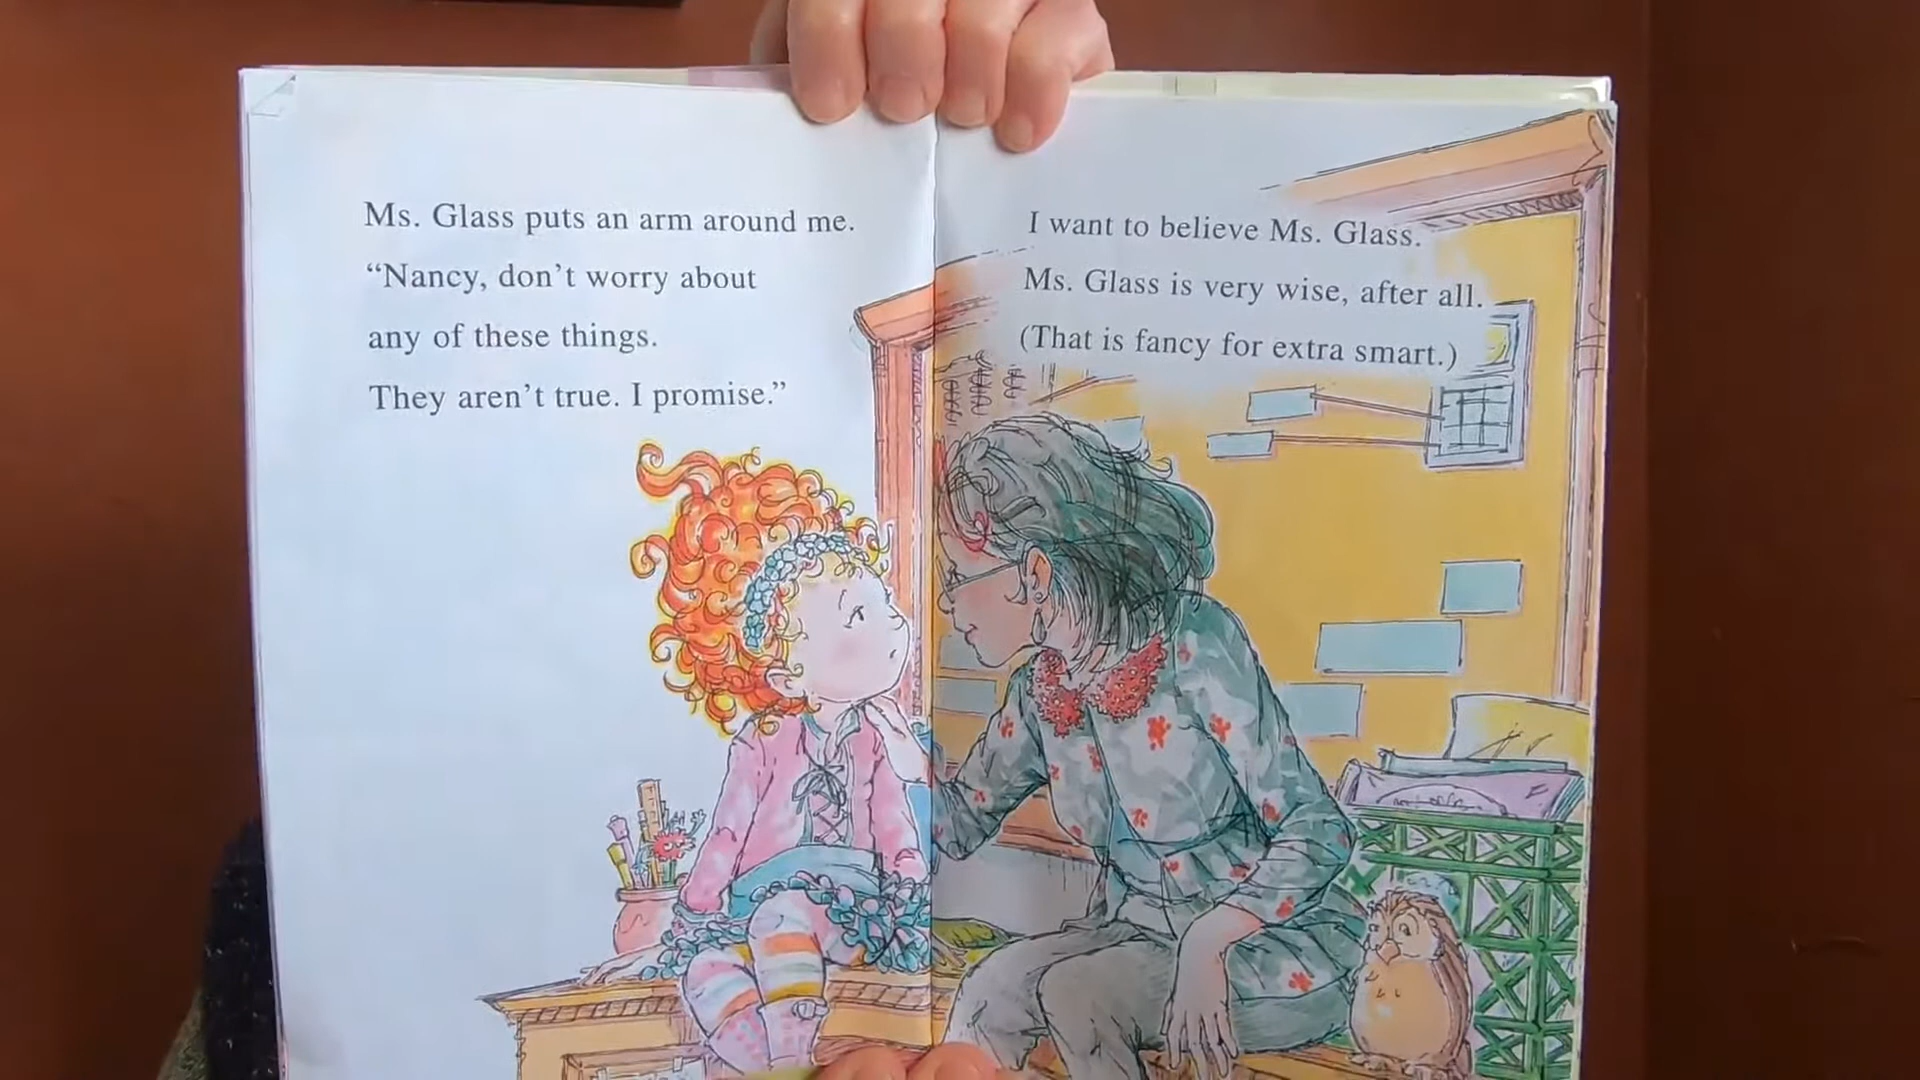 Ms. Glass puts an arm around me.
“Nancy, don’t worry about
any of these things.
They aren’t true. I promise.”
I want to believe Ms. Glass.
Ms. Glass is very wise, after all.
(That is fancy for extra smart.)